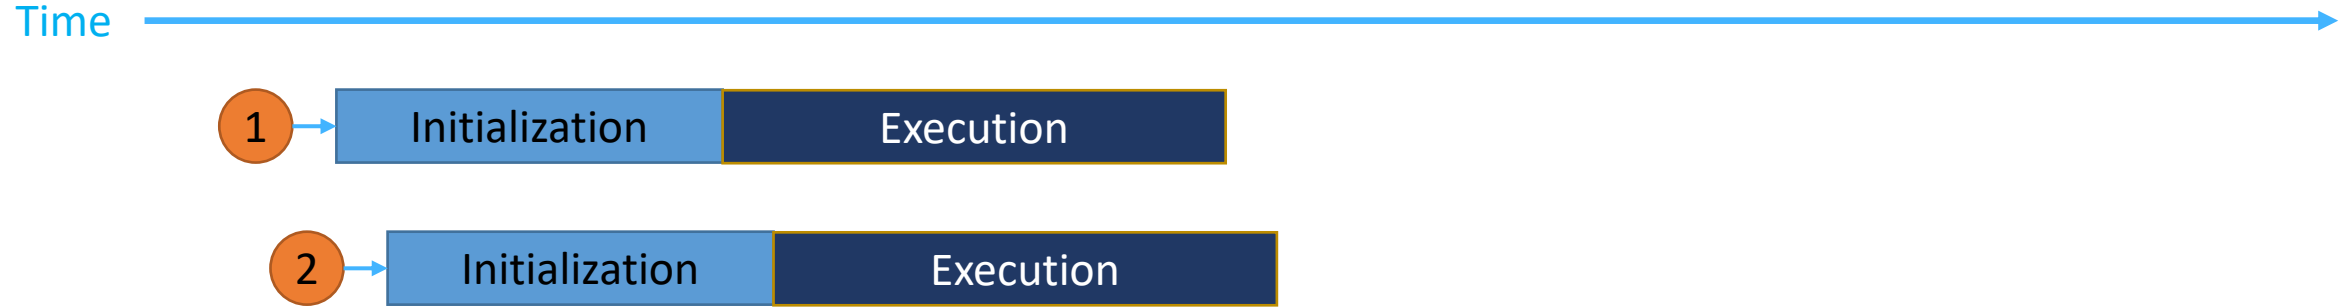 Time
1 Initialization Execution
2 Initialization Execution